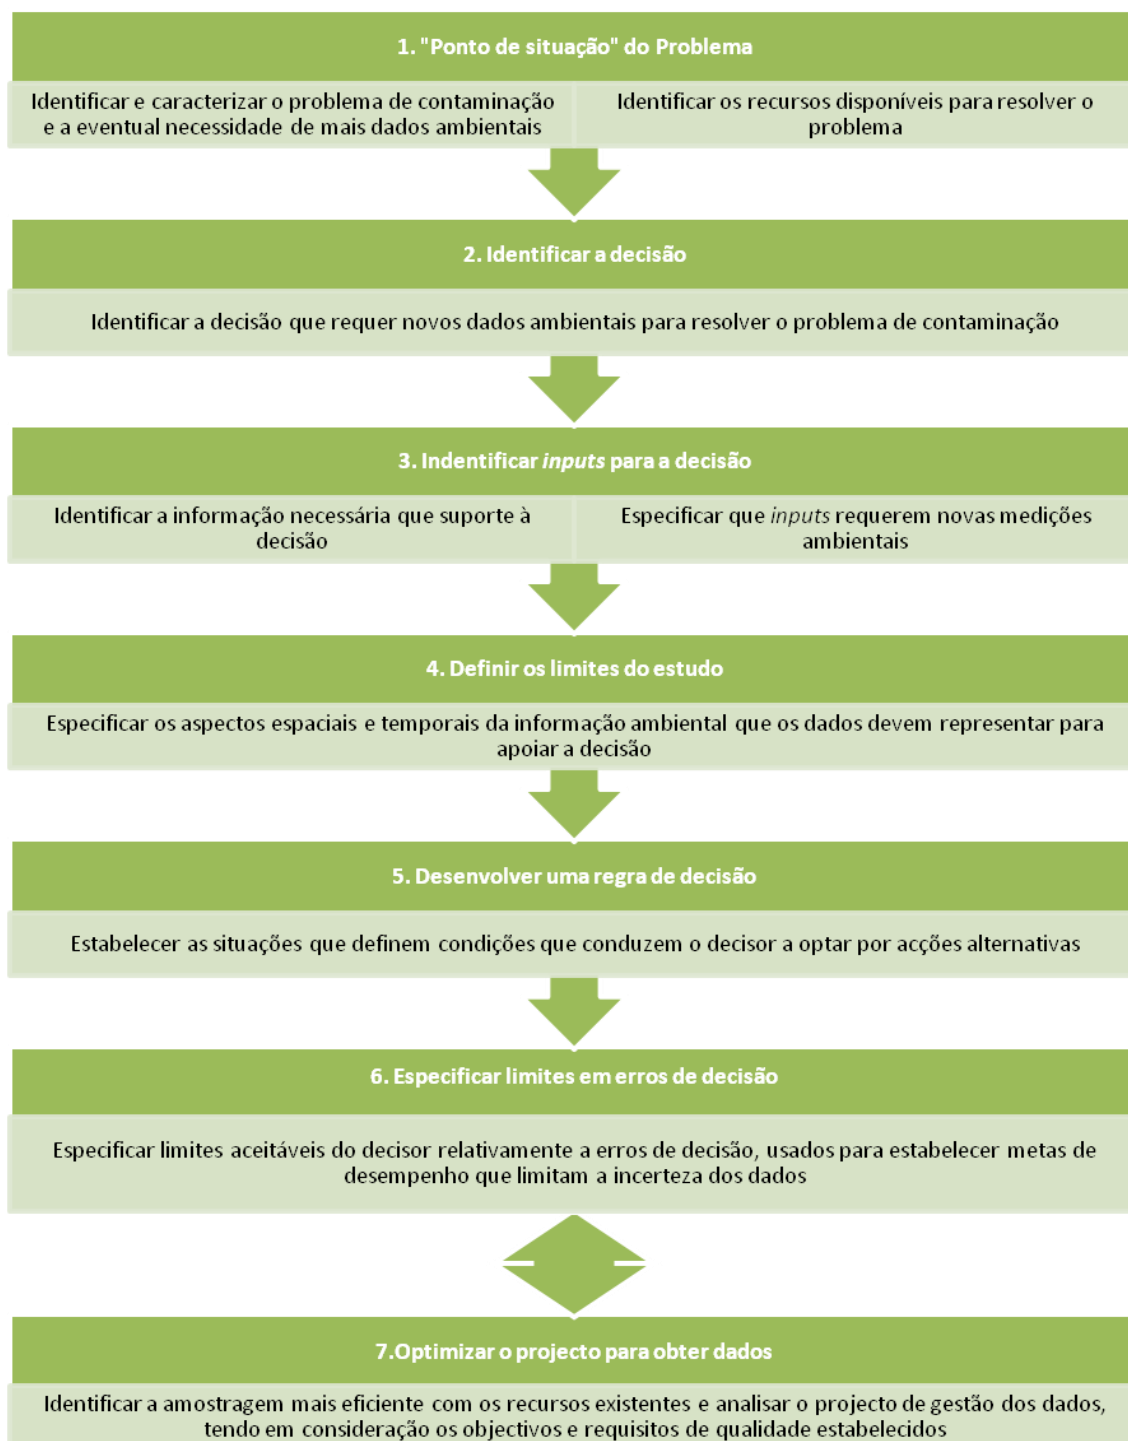 1. "Ponto de situação" do Problema
Identificar e caracterizar o problema de contaminação
e a eventual necessidade de mais dados ambientais
Identificar os recursos disponíveis para resolver o
problema
2. Identificar a decisão
Identificar a decisão que requer novos dados ambientais para resolver o problema de contaminação
3. Indentificar inputs para a decisão
Identificar a informação necessária que suporte à
decisão
Especificar que inputs requerem novas medições
ambientais
4. Definir os limites do estudo
Especificar os aspectos espaciais e temporais da informação ambiental que os dados devem representar para
apoiar a decisão
5. Desenvolver uma regra de decisão
Estabelecer as situações que definem condições que conduzem o decisor a optar por acções alternativas
6. Especificar limites em erros de decisão
Especificar limites aceitáveis do decisor relativamente a erros de decisão, usados para estabelecer metas de
desempenho que limitam a incerteza dos dados
7.Optimizar o projecto para obter dados
Identificar a amostragem mais eficiente com os recursos existentes e analisar o projecto de gestão dos dados,
tendo em consideração os objectivos e requisitos de qualidade estabelecidos